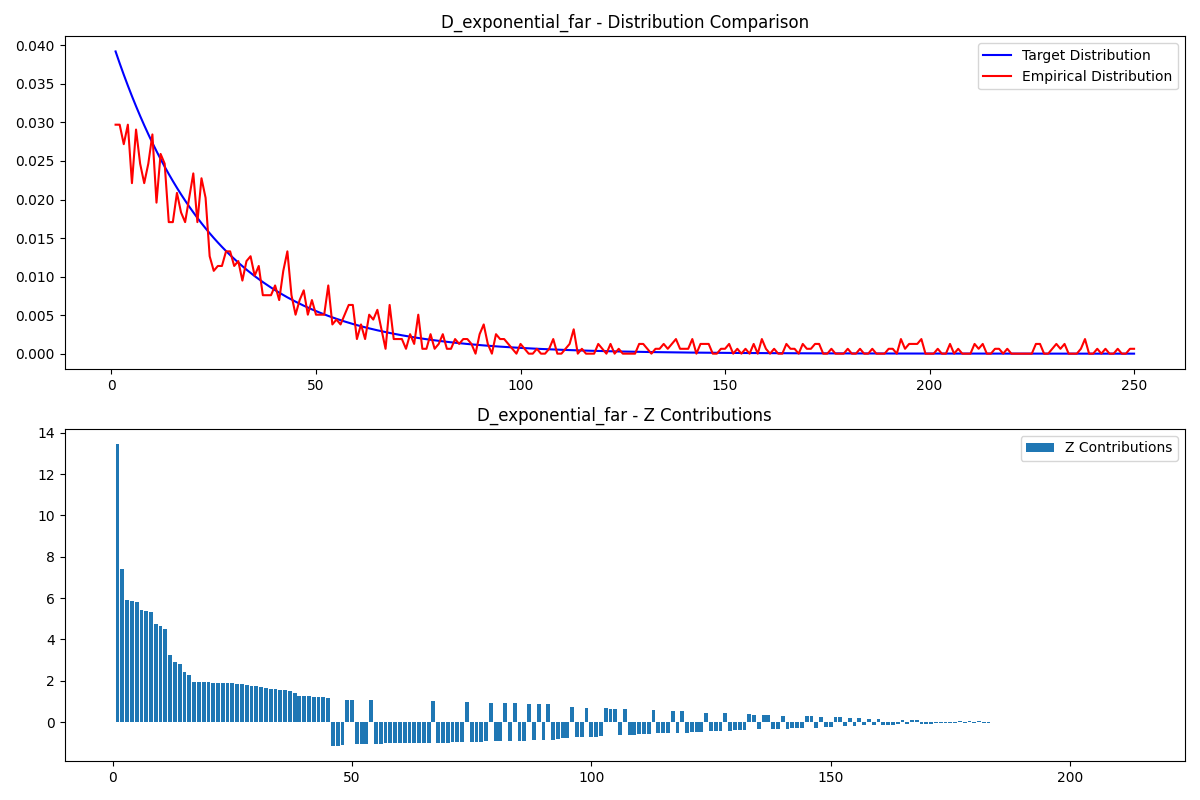 D_exponential_far - Distribution Comparison
0.040
0.035
0.030
0.025
0.020
0.015
0.010
0.005
0.000
Target Distribution
Empirical Distribution
0 50 100 150 200 250
D_exponential_far - Z Contributions
14
12
10
8
6
4
2
0
Z Contributions
0 50 100 150 200